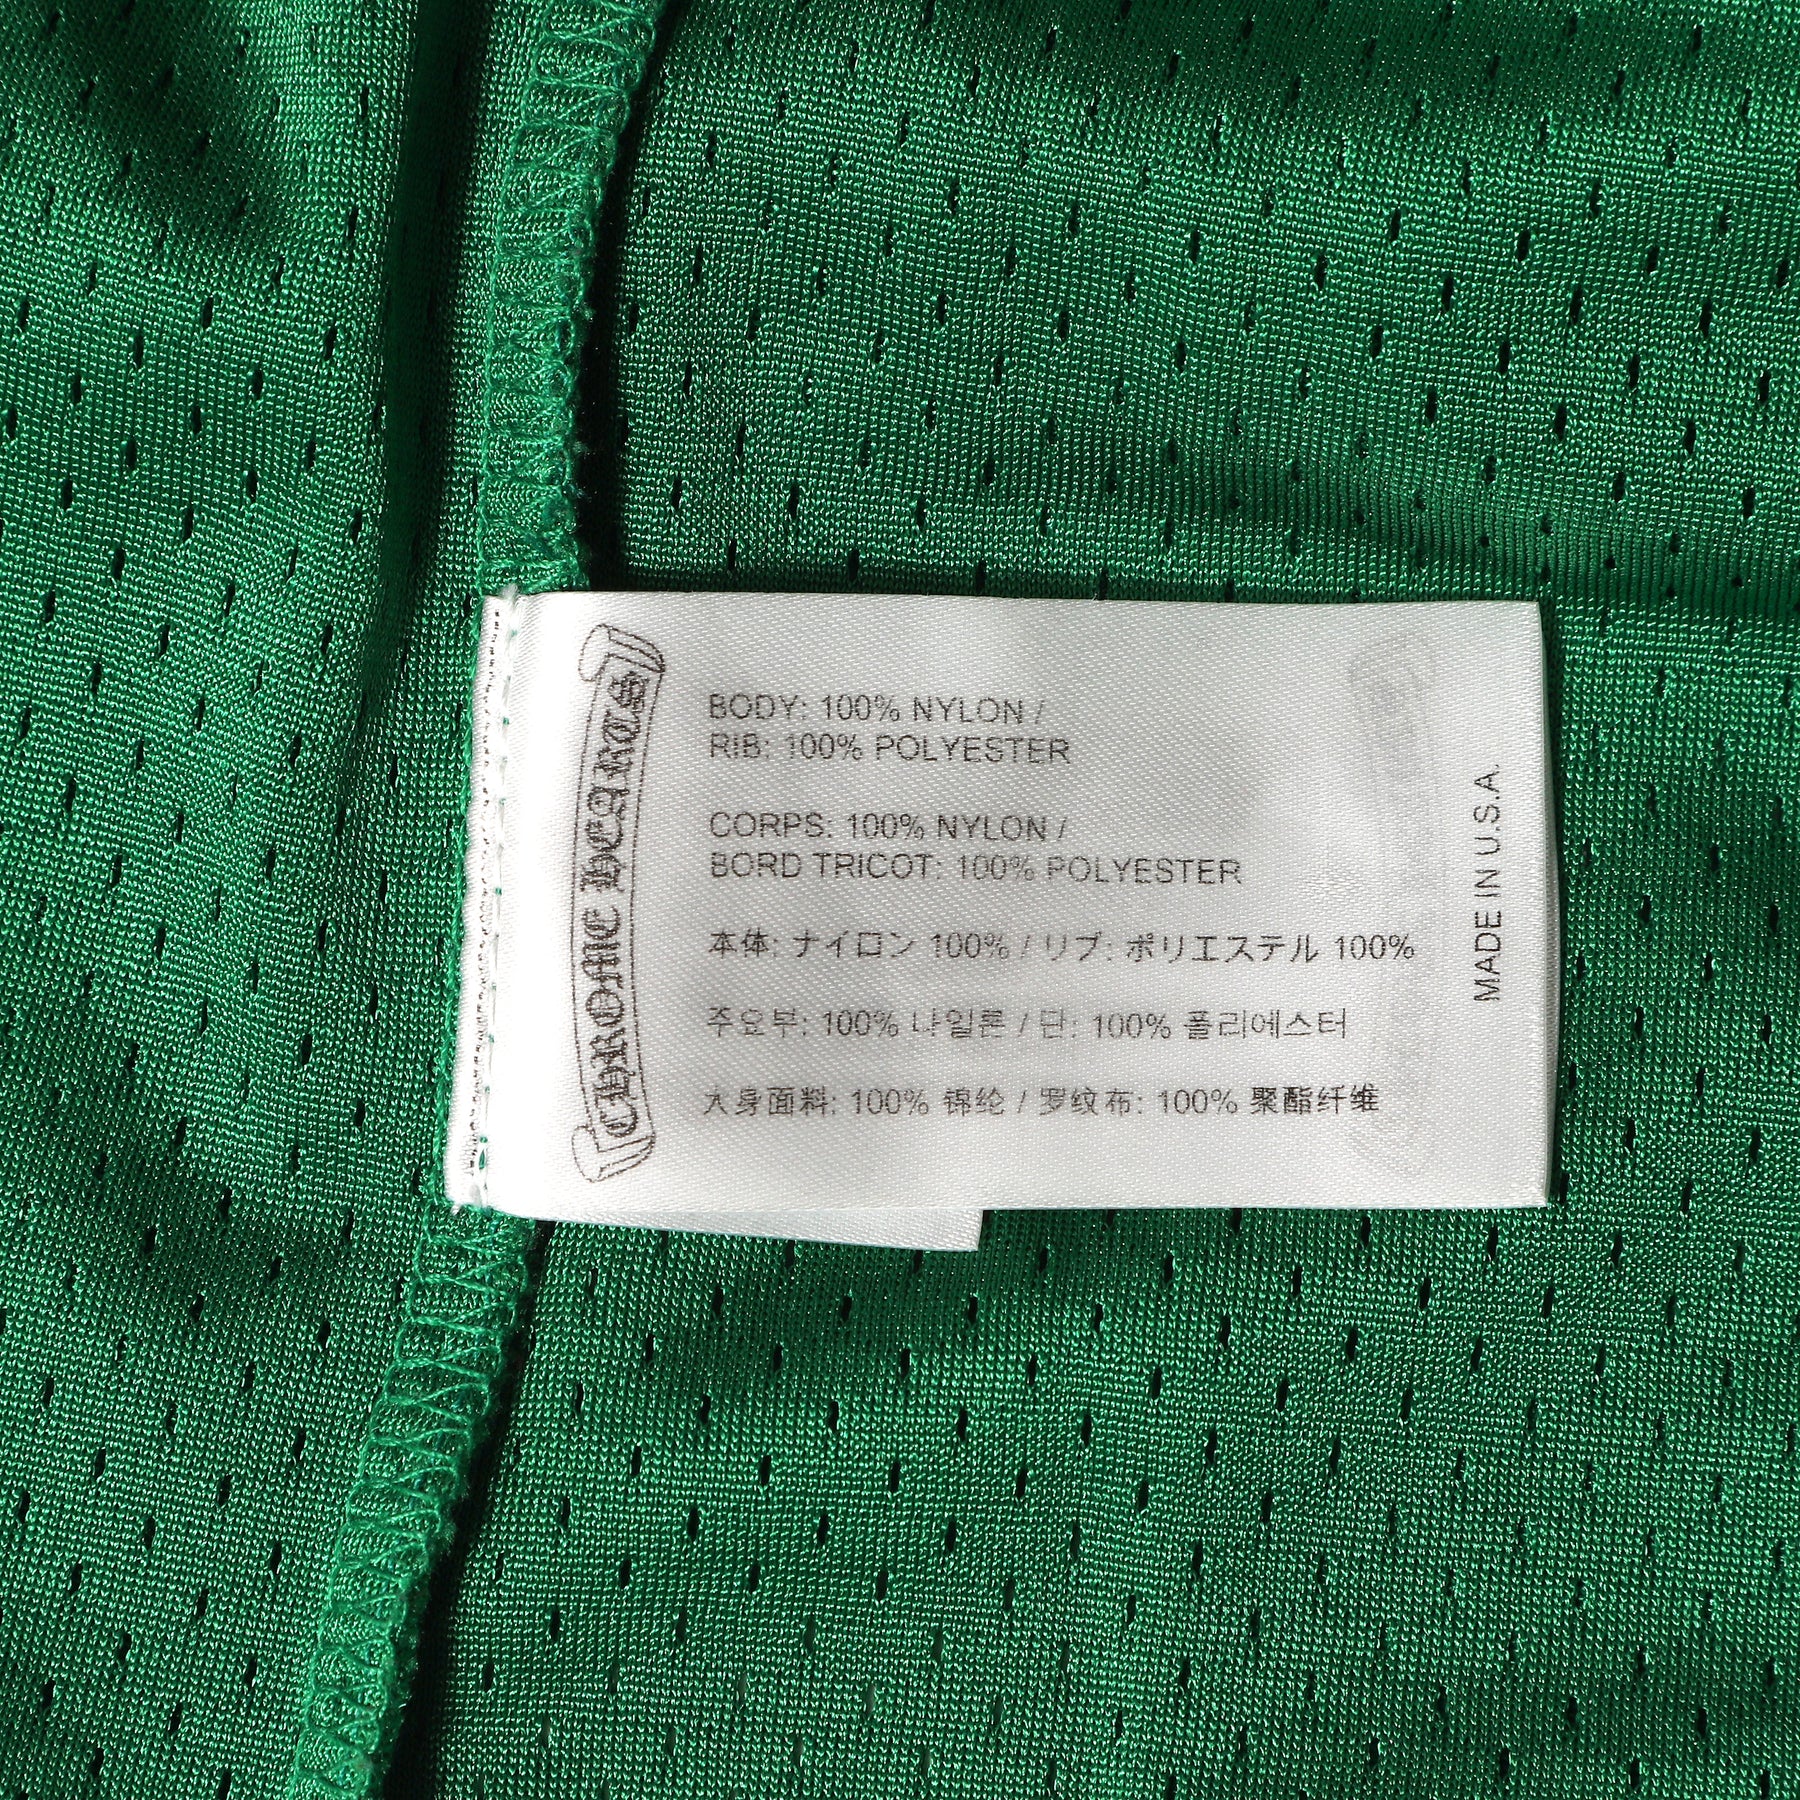 CHROME HEARTS
BODY: 100% NYLON /
RIB: 100% POLYESTER
CORPS: 100% NYLON /
BORD TRICOT: 100% POLYESTER
本体: ナイロン 100% / リブ: ポリエステル 100%
주요부: 100% 나일론 / 단: 100% 폴리에스터
大身面料: 100% 锦纶 / 罗纹布: 100% 聚酯纤维
MADE IN U.S.A.